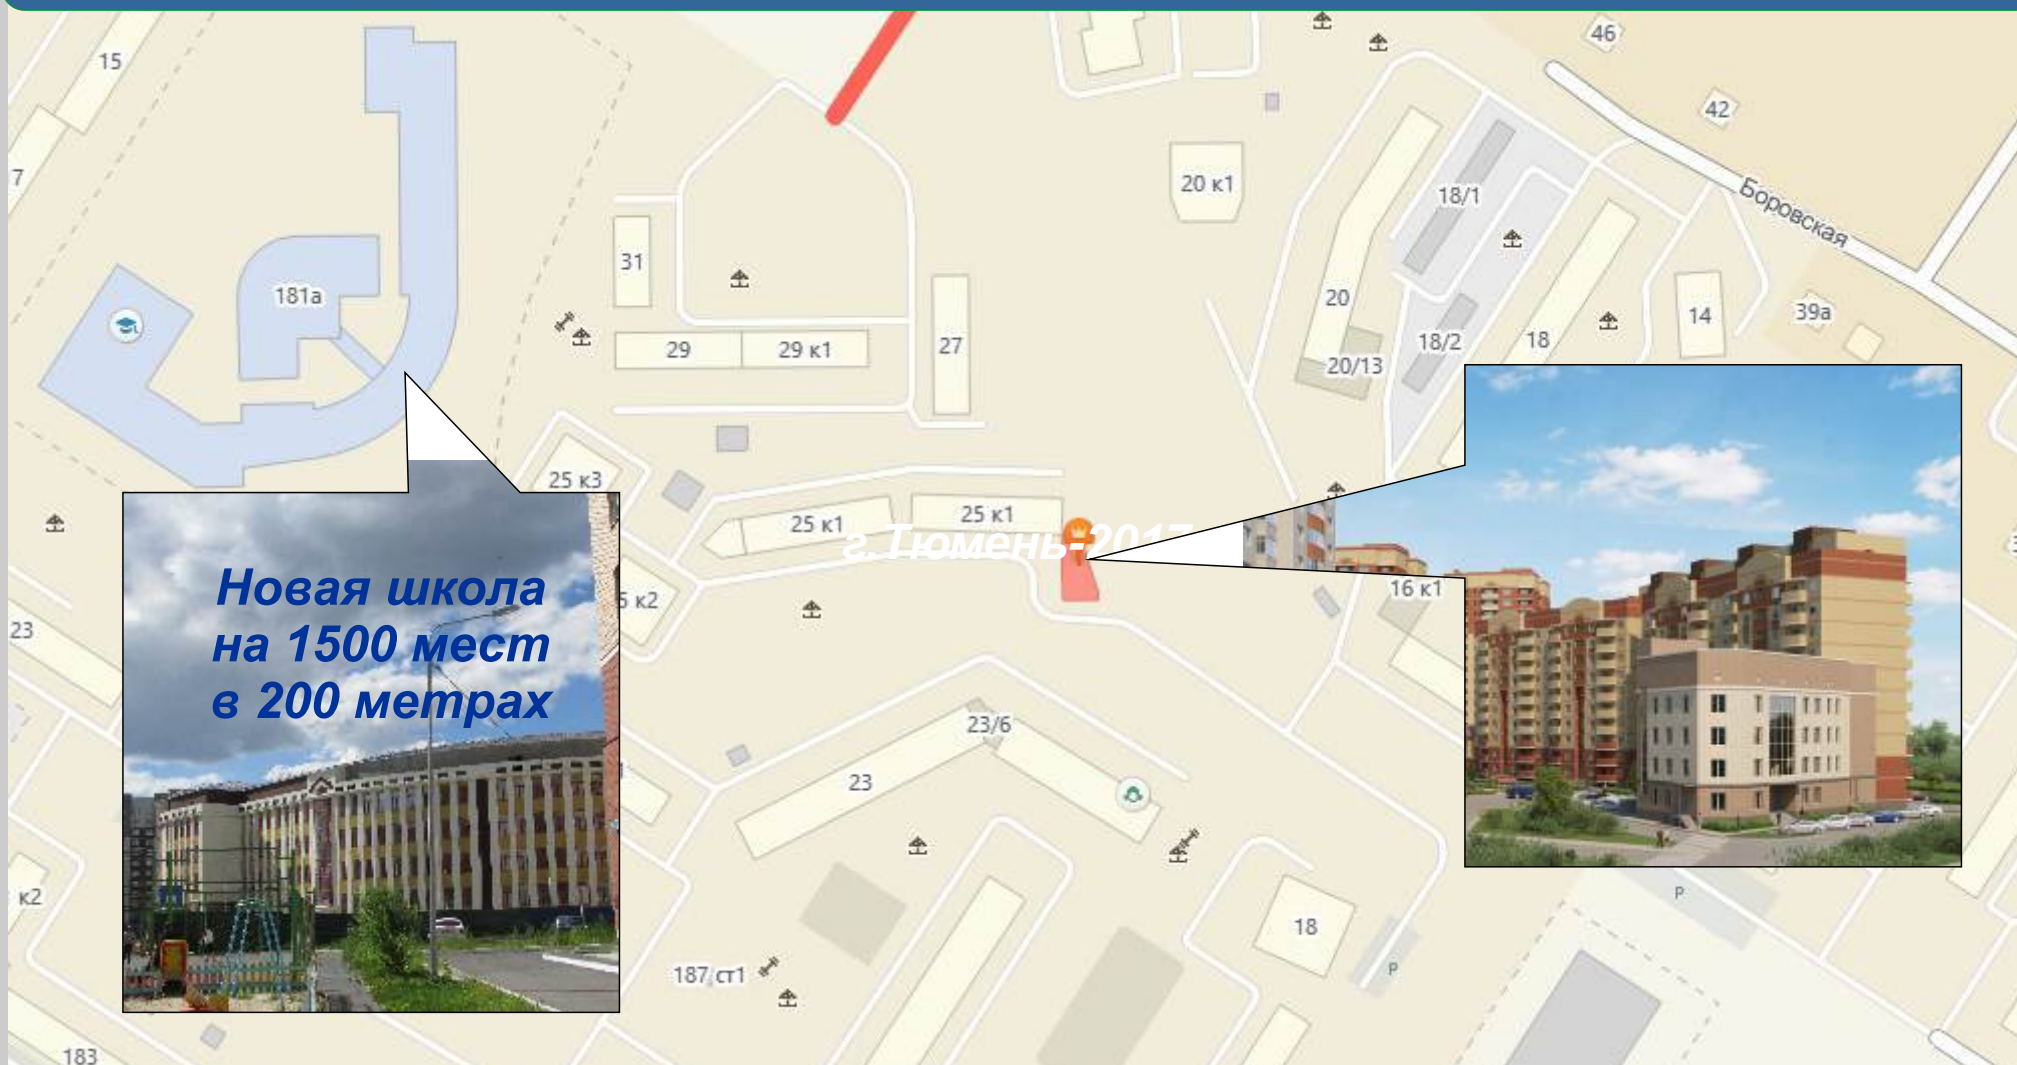 46
15
42
7
20 к1
18/1
Боровская
31
181а
20
39а
14
29
29 к1
27
18/2
18
20/13
25 к3
25 к1
25 к1
г.Тюмень-2017
Новая школа
на 1500 мест
в 200 метрах
к2
16 к1
23
23/6
23
18
Р
к2
187/ст1
Р
183